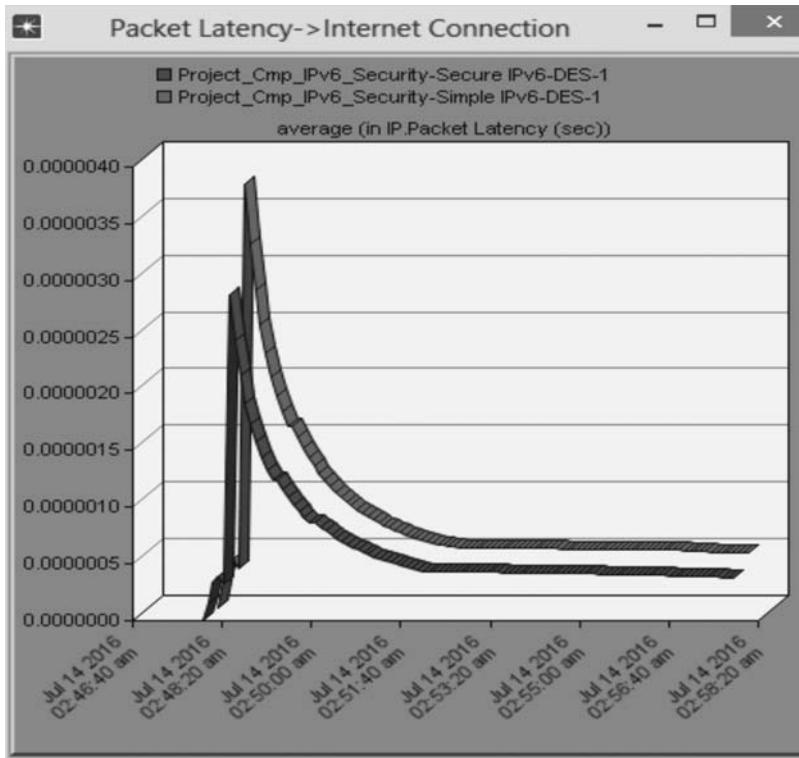 Packet Latency->Internet Connection
Project_Cmp_IPv6_Security-Secure IPv6-DES-1
Project_Cmp_IPv6_Security-Simple IPv6-DES-1
average (in IP.Packet Latency (sec))
0.0000040
0.0000035
0.0000030
0.0000025
0.0000020
0.0000015
0.0000010
0.0000005
0.0000000
Jul 14 2016
02:46:40 am
Jul 14 2016
02:48:20 am
Jul 14 2016
02:50:00 am
Jul 14 2016
02:51:40 am
Jul 14 2016
02:53:20 am
Jul 14 2016
02:55:00 am
Jul 14 2016
02:56:40 am
Jul 14 2016
02:58:20 am